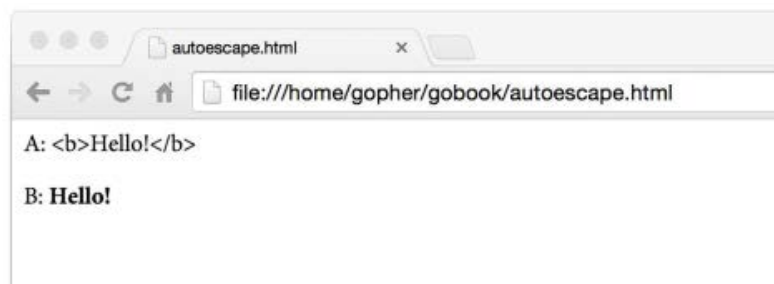 autoescape.html
file:///home/gopher/gobook/autoescape.html
A: <b>Hello!</b>
B: Hello!